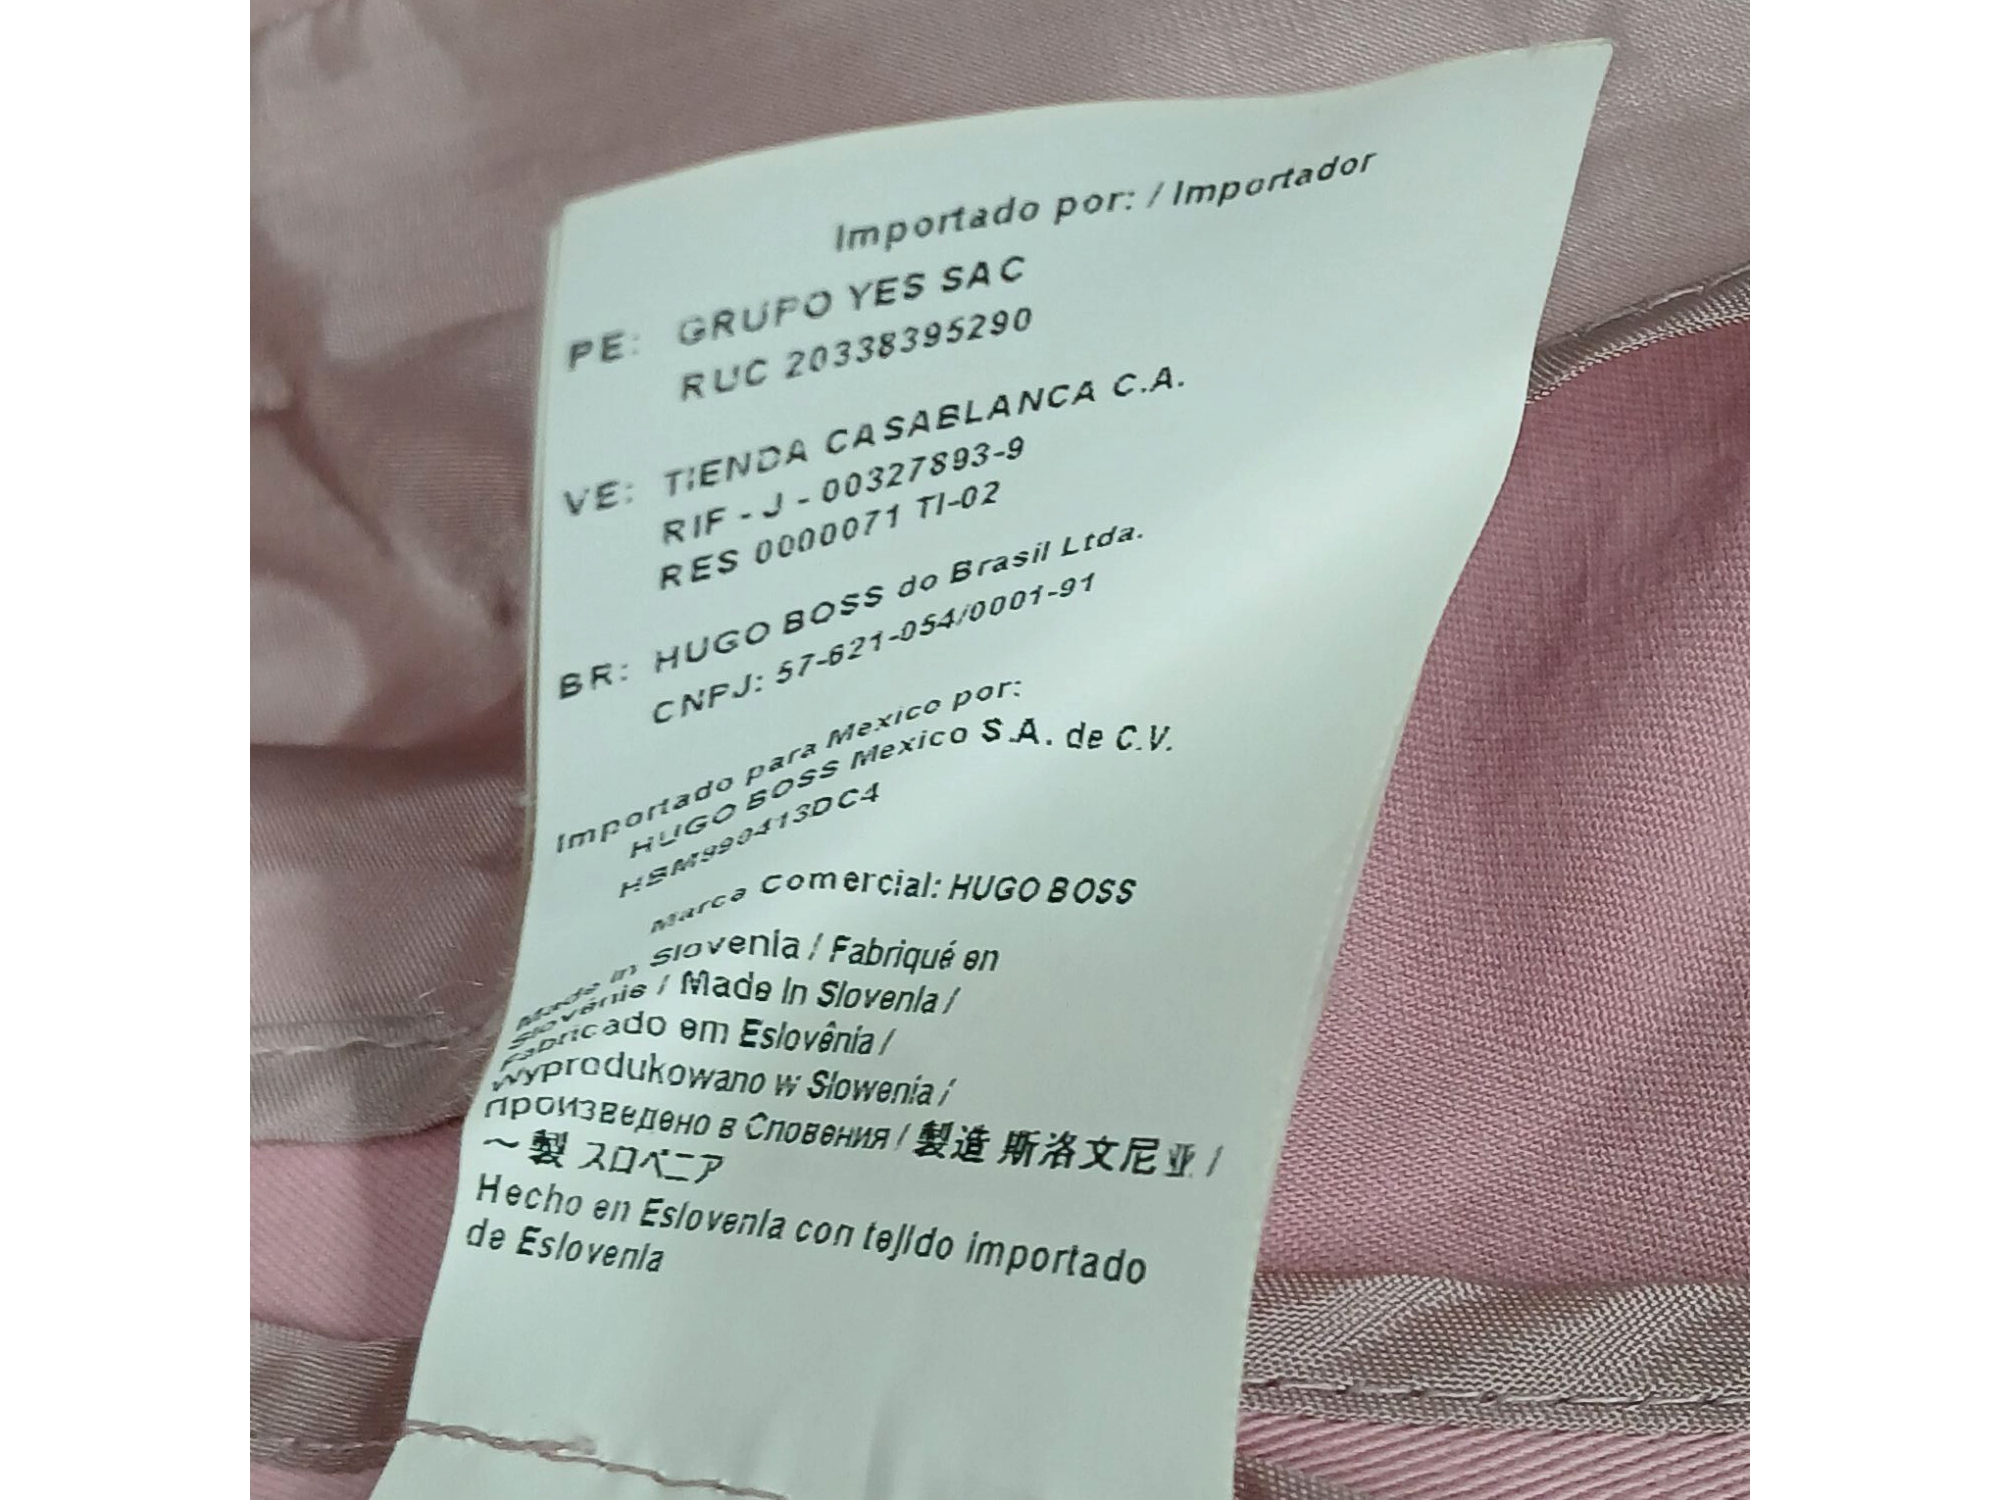 Importado por: / Importador
PE: GRUPO YES SAC
RUC 20338395290
VE: TIENDA CASABLANCA C.A.
RIF - J - 00327893-9
RES 0000071 TI-02
BR: HUGO BOSS do Brasil Ltda.
CNPJ: 57-621-054/0001-91
Importado para Mexico por:
HUGO BOSS Mexico S.A. de C.V.
HBM990413DC4
Marca Comercial: HUGO BOSS
Made in Slovenia / Fabriqué en
Slovénie / Made in Slovenia /
Fabricado em Eslovênia /
Wyprodukowano w Slowenia /
Произведено в Словения / 製造 斯洛文尼亚 /
～製 スロベニア
Hecho en Eslovenia con tejido importado
de Eslovenia